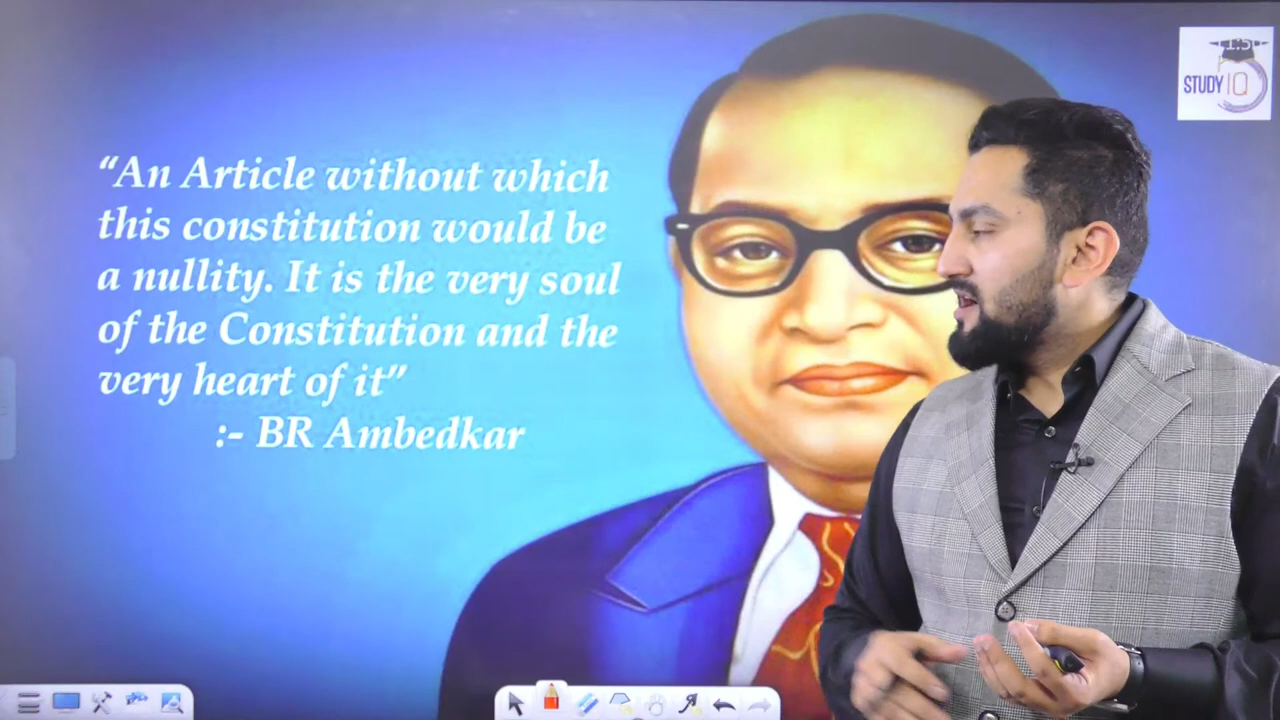 “An Article without which
this constitution would be
a nullity. It is the very soul
of the Constitution and the
very heart of it”
:- BR Ambedkar
STUDY IQ